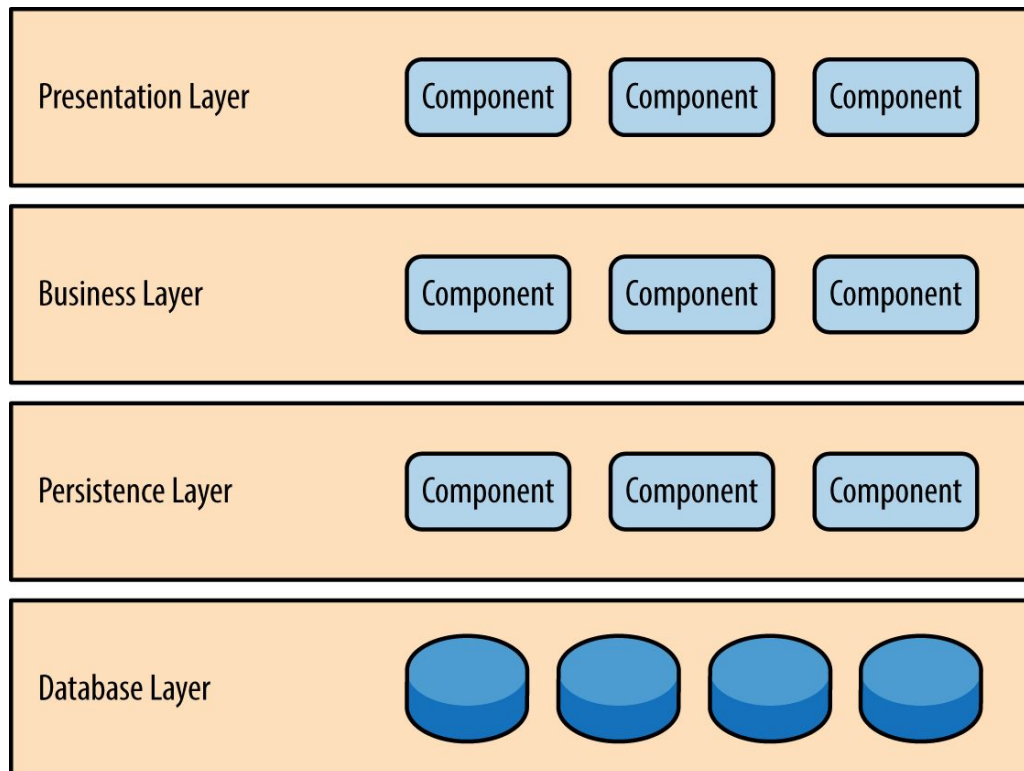 Presentation Layer Component Component Component
Business Layer Component Component Component
Persistence Layer Component Component Component
Database Layer